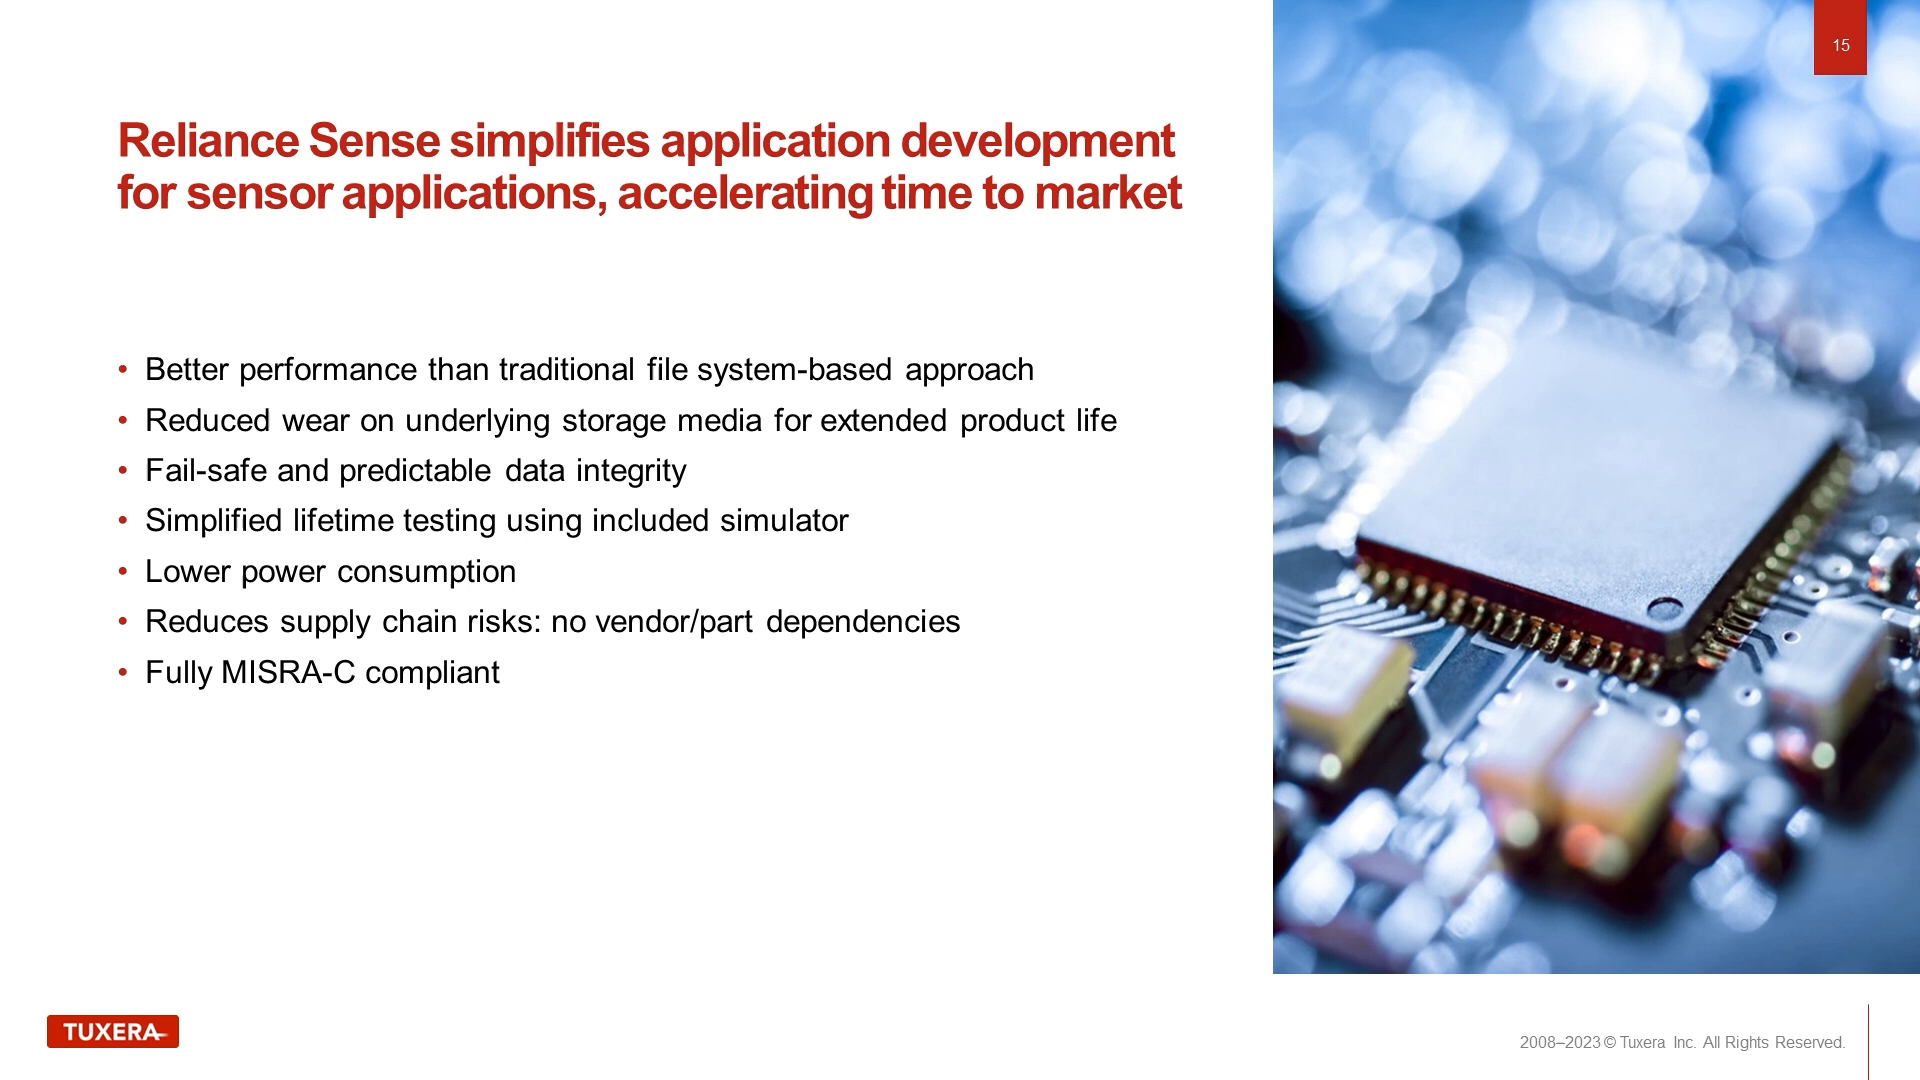 15
Reliance Sense simplifies application development
for sensor applications, accelerating time to market
• Better performance than traditional file system-based approach
• Reduced wear on underlying storage media for extended product life
• Fail-safe and predictable data integrity
• Simplified lifetime testing using included simulator
• Lower power consumption
• Reduces supply chain risks: no vendor/part dependencies
• Fully MISRA-C compliant
TUXERA
2008–2023 © Tuxera Inc. All Rights Reserved.